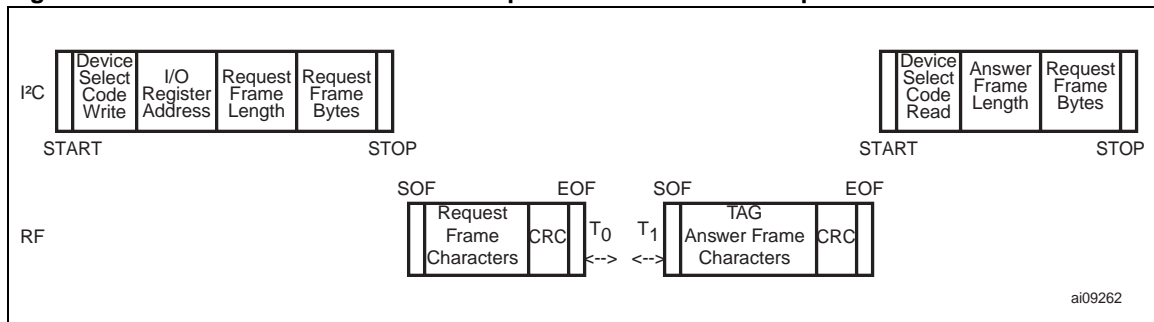 I²C
Device
Select
Code
Write
I/O
Register
Address
Request
Frame
Length
Request
Frame
Bytes
Device
Select
Code
Read
Answer
Frame
Length
Request
Frame
Bytes
START
STOP
START
STOP
SOF
EOF
SOF
EOF
RF
Request
Frame
Characters
CRC
T0
<-->
T1
<-->
TAG
Answer Frame
Characters
CRC
ai09262